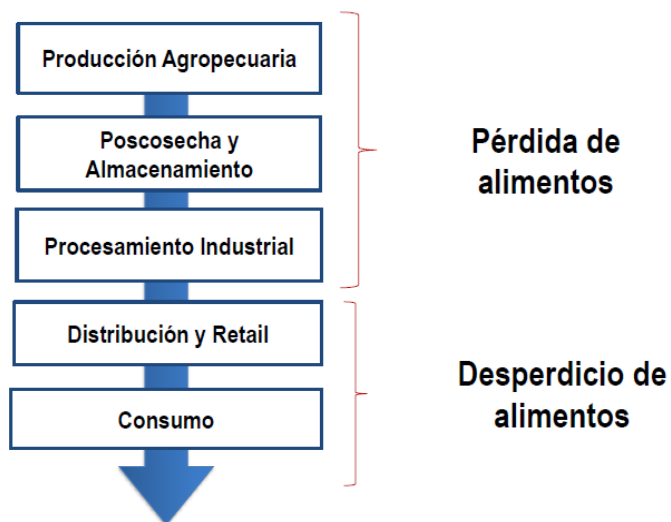 Producción Agropecuaria
Poscosecha y
Almacenamiento
Procesamiento Industrial
Pérdida de
alimentos
Distribución y Retail
Consumo
Desperdicio de
alimentos